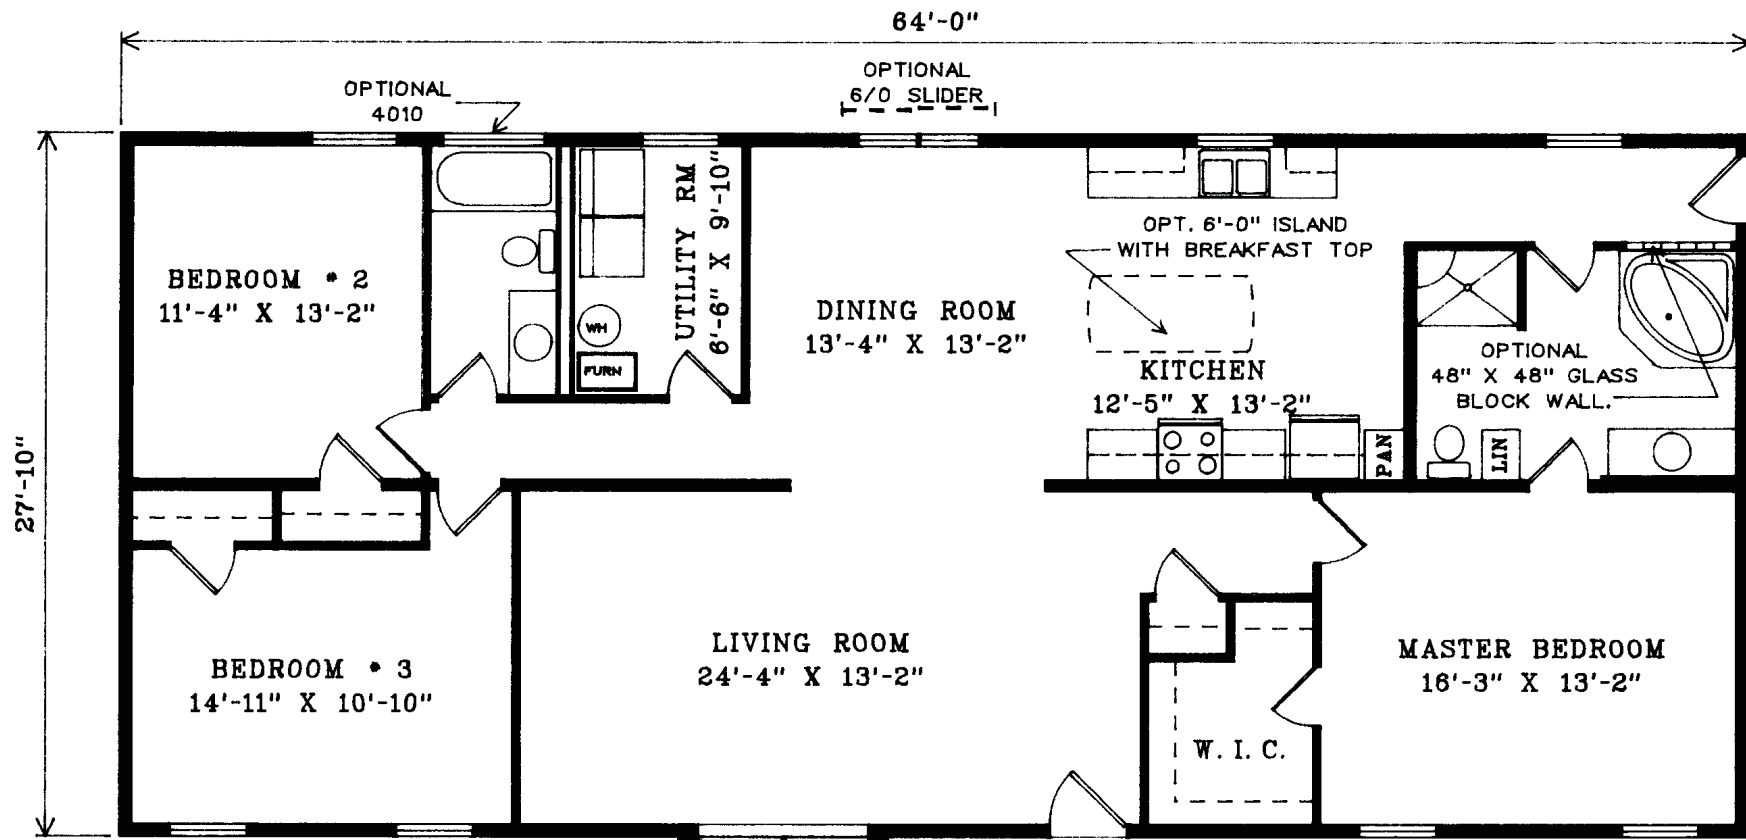 64'-0"
OPTIONAL
4010
OPTIONAL
6/0 SLIDER
27'-10"
BEDROOM # 2
11'-4" X 13'-2"
WH
FURN
UTILITY RM
6'-6" X 9'-10"
DINING ROOM
13'-4" X 13'-2"
OPT. 6'-0" ISLAND
WITH BREAKFAST TOP
KITCHEN
12'-5" X 13'-2"
PAN
OPTIONAL
48" X 48" GLASS
BLOCK WALL.
LIN
BEDROOM # 3
14'-11" X 10'-10"
LIVING ROOM
24'-4" X 13'-2"
W. I. C.
MASTER BEDROOM
16'-3" X 13'-2"